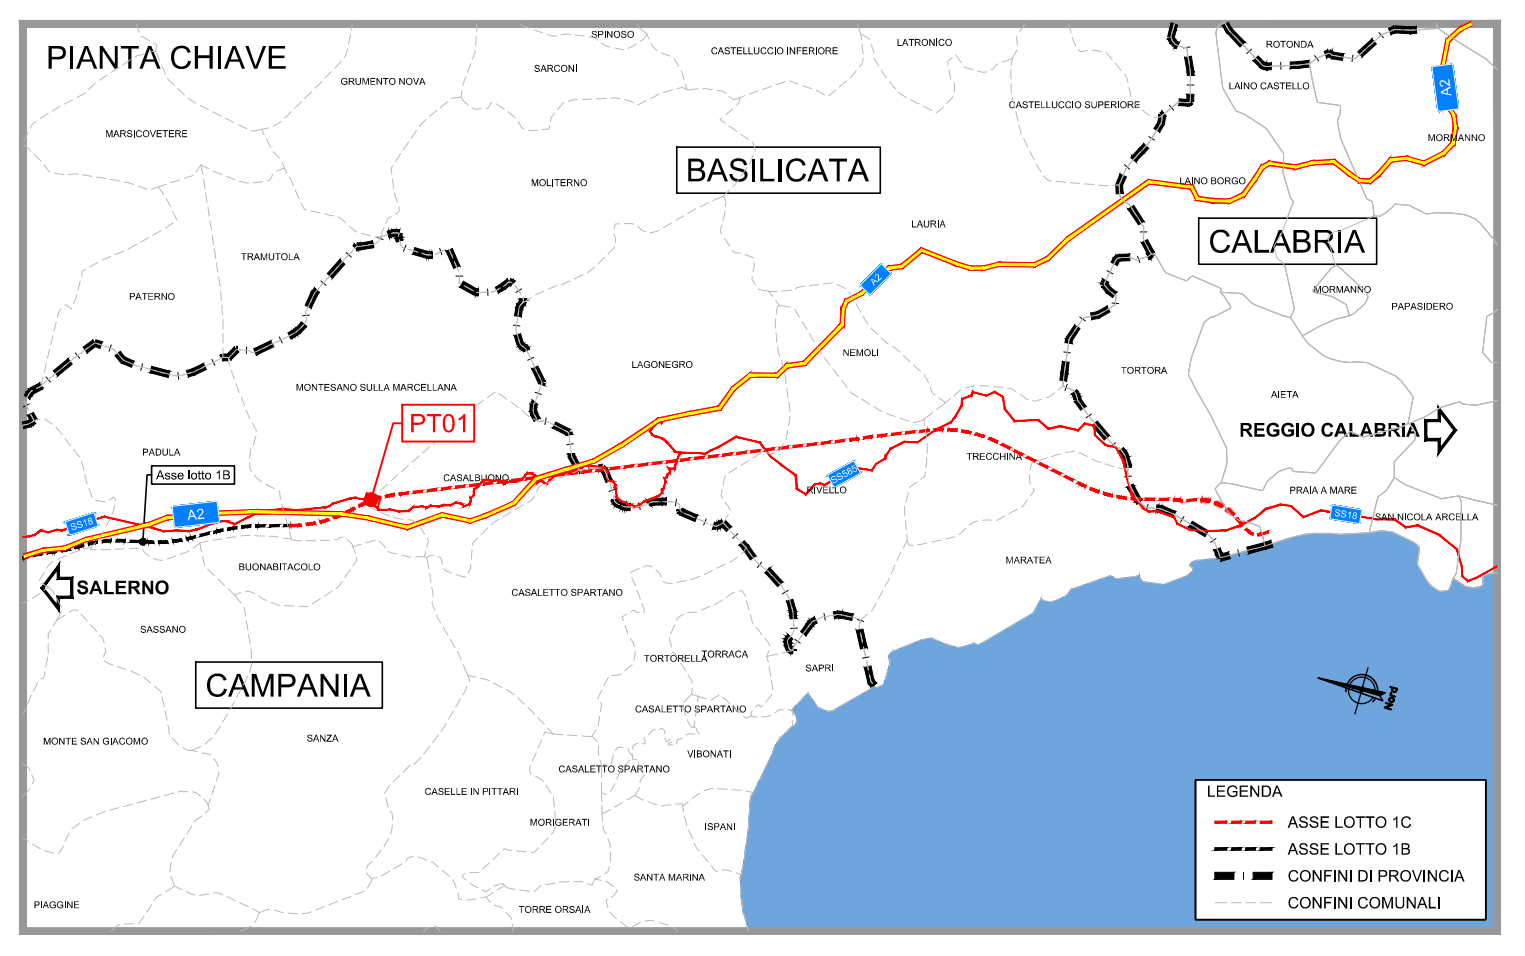 PIANTA CHIAVE
SPINOSO
SARCONI
GRUMENTO NOVA
CASTELLUCCIO INFERIORE
LATRONICO
ROTONDA
LAINO CASTELLO
A2
CASTELLUCCIO SUPERIORE
MARSICOVETERE
MORMANNO
BASILICATA
MOLITERNO
LAINO BORGO
LAURIA
CALABRIA
TRAMUTOLA
A2
MORMANNO
PATERNO
PAPASIDERO
NEMOLI
LAGONEGRO
TORTORA
MONTESANO SULLA MARCELLANA
AIETA
PT01
REGGIO CALABRIA
PADULA
TRECCHINA
Asse lotto 1B
CASALBUONO
SS585
RIVELLO
PRAIA A MARE
A2
SS18
SS18
SAN NICOLA ARCELLA
MARATEA
BUONABITACOLO
SALERNO
CASALETTO SPARTANO
SASSANO
TORTORELLA
TORRACA
SAPRI
CAMPANIA
Nord
CASALETTO SPARTANO
MONTE SAN GIACOMO
SANZA
VIBONATI
CASALETTO SPARTANO
CASELLE IN PITTARI
LEGENDA
MORIGERATI
ISPANI
ASSE LOTTO 1C
ASSE LOTTO 1B
SANTA MARINA
CONFINI DI PROVINCIA
PIAGGINE
TORRE ORSAIA
CONFINI COMUNALI